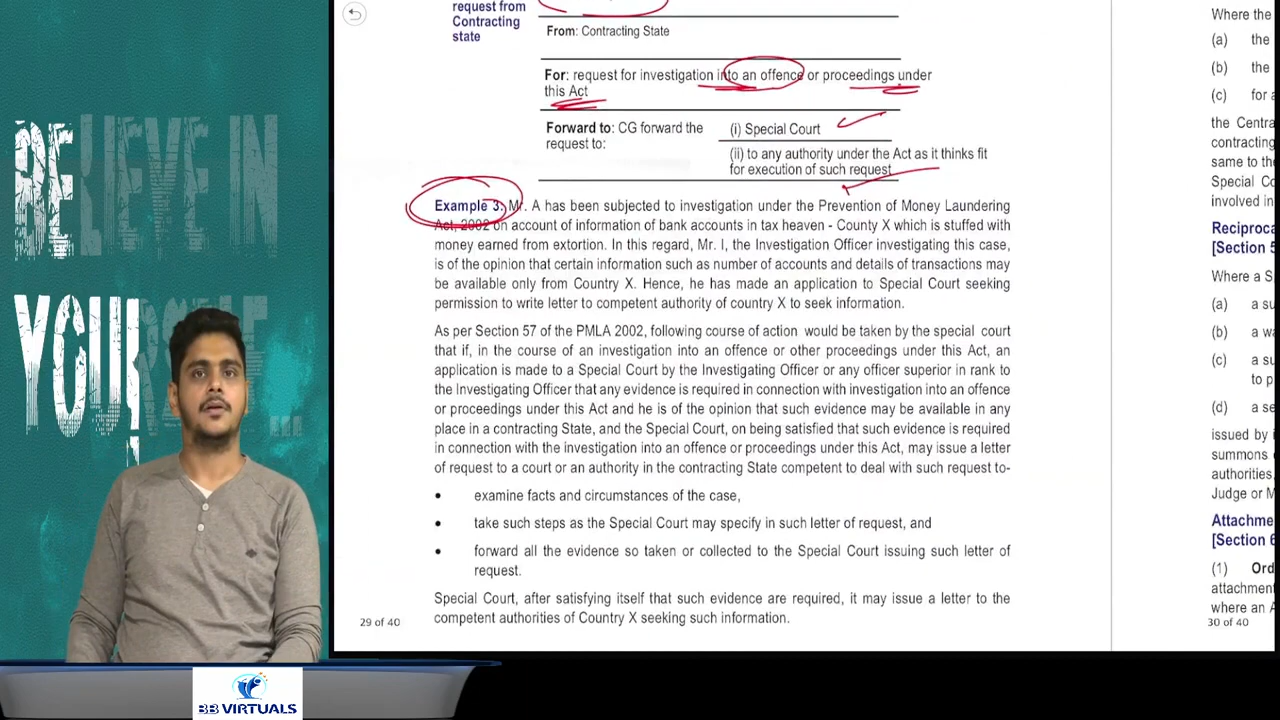 BELIEVE IN
YOURSELF
...
BB VIRTUALS
request from
Contracting
state
From: Contracting State
For: request for investigation into an offence or proceedings under
this Act
Forward to: CG forward the
request to:
(i) Special Court
(ii) to any authority under the Act as it thinks fit
for execution of such request
Example 3: Mr. A has been subjected to investigation under the Prevention of Money Laundering
Act, 2002 on account of information of bank accounts in tax heaven - County X which is stuffed with
money earned from extortion. In this regard, Mr. I, the Investigation Officer investigating this case,
is of the opinion that certain information such as number of accounts and details of transactions may
be available only from Country X. Hence, he has made an application to Special Court seeking
permission to write letter to competent authority of country X to seek information.
As per Section 57 of the PMLA 2002, following course of action would be taken by the special court
that if, in the course of an investigation into an offence or other proceedings under this Act, an
application is made to a Special Court by the Investigating Officer or any officer superior in rank to
the Investigating Officer that any evidence is required in connection with investigation into an offence
or proceedings under this Act and he is of the opinion that such evidence may be available in any
place in a contracting State, and the Special Court, on being satisfied that such evidence is required
in connection with the investigation into an offence or proceedings under this Act, may issue a letter
of request to a court or an authority in the contracting State competent to deal with such request to-
• examine facts and circumstances of the case,
• take such steps as the Special Court may specify in such letter of request, and
• forward all the evidence so taken or collected to the Special Court issuing such letter of
request.
Special Court, after satisfying itself that such evidence are required, it may issue a letter to the
competent authorities of Country X seeking such information.
29 of 40
Where the
(a) the
(b) the
(c) for a
the Centra
contracting
same to the
Special Co
involved in
Reciproca
[Section 5
Where a S
(a) a su
(b) a wa
(c) a su
to p
(d) a se
issued by
summons
authorities
Judge or M
Attachme
[Section 6
(1) Ord
attachment
where an A
30 of 40